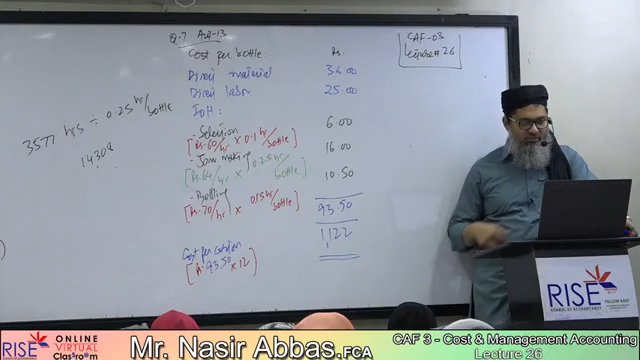 Q-7 Aut-13
CAF-03
Lecture # 26
Cost per bottle Rs.
Direct material 36.00
Direct labor 25.00
FOH:
- Selection 6.00
[Rs.60/hr x 0.1 hr/bottle]
- Jam making 16.00
[Rs.64/hr x 0.25 hr/bottle]
- Bottling 10.50
[Rs.70/hr x 0.15 hr/bottle]
93.50
Cost per carton 1122
[Rs.93.50 x 12]
3577 hrs ÷ 0.25 hr/bottle
14308
RISE
SCHOOL OF ACCOUNTANCY
RISE
ONLINE
VIRTUAL
Classroom
Mr. Nasir Abbas, FCA
CAF 3 - Cost & Management Accounting
Lecture 26